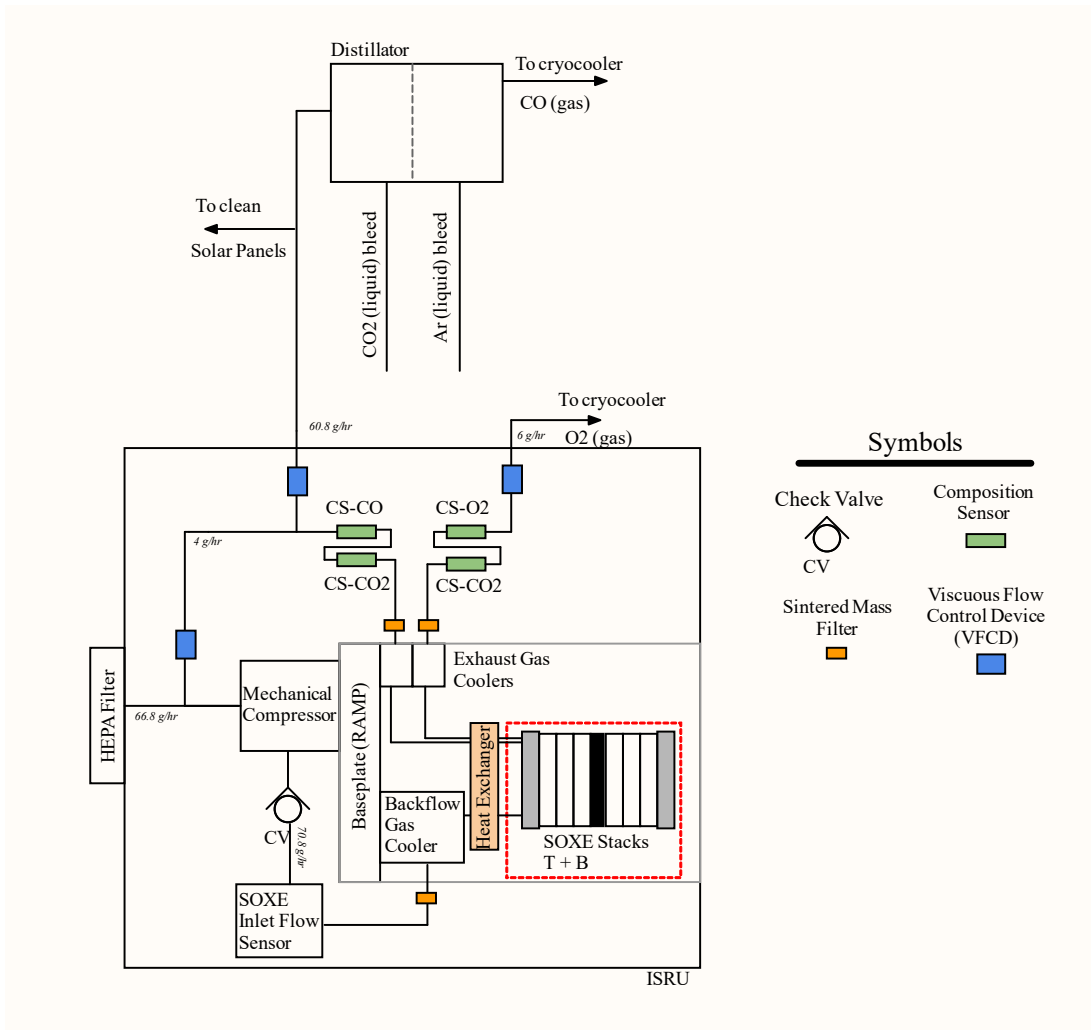 Distillator
To cryocooler
CO (gas)
To clean
Solar Panels
CO2 (liquid) bleed
Ar (liquid) bleed
60.8 g/hr
To cryocooler
6 g/hr
O2 (gas)
CS-CO
CS-O2
4 g/hr
CS-CO2
CS-CO2
HEPA Filter
66.8 g/hr
Mechanical
Compressor
Baseplate (RAMP)
Exhaust Gas
Coolers
Heat Exchanger
Backflow
Gas
Cooler
SOXE Stacks
T + B
CV
70.8 g/hr
SOXE
Inlet Flow
Sensor
ISRU
Symbols
Check Valve
CV
Composition
Sensor
Sintered Mass
Filter
Viscuous Flow
Control Device
(VFCD)